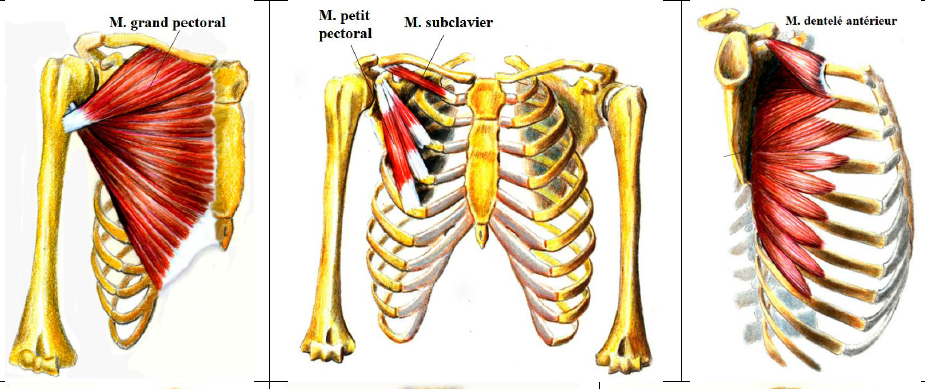 M. grand pectoral
M. petit
pectoral
M. subclavier
M. dentelé antérieur